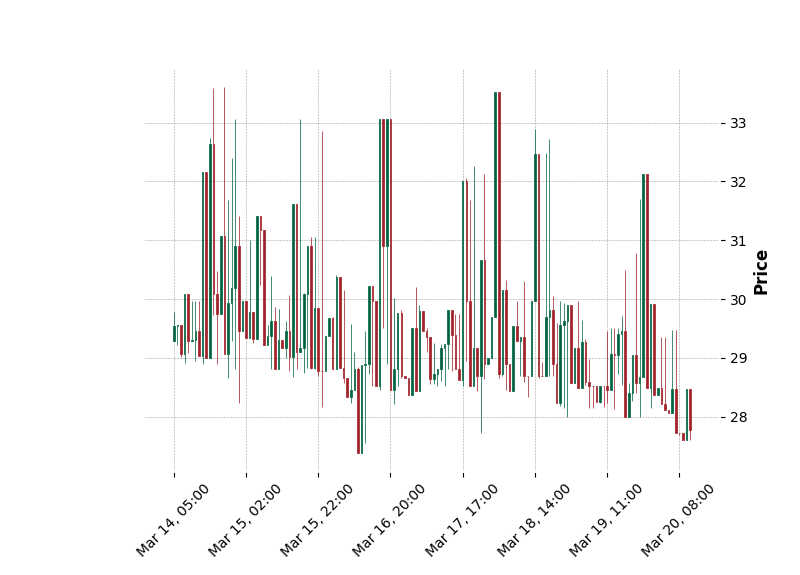 33
32
31
30
29
28
Price
Mar 14, 05:00
Mar 15, 02:00
Mar 15, 22:00
Mar 16, 20:00
Mar 17, 17:00
Mar 18, 14:00
Mar 19, 11:00
Mar 20, 08:00